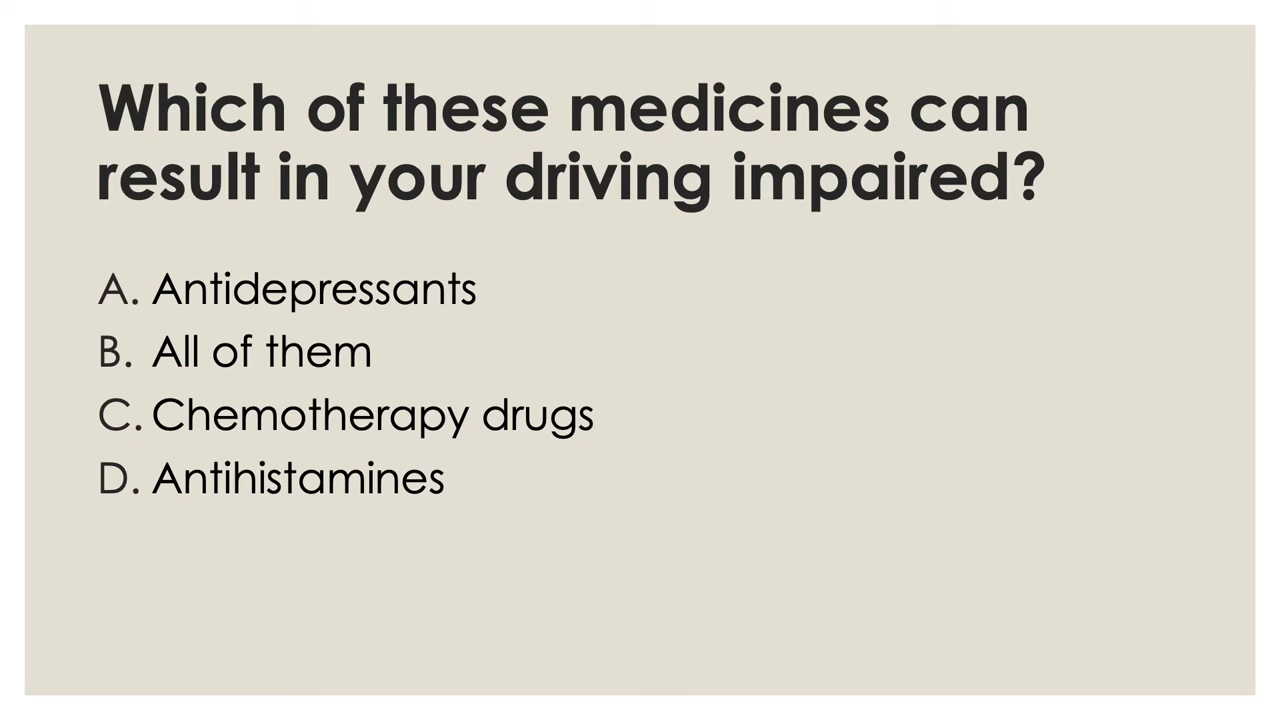 Which of these medicines can
result in your driving impaired?
A. Antidepressants
B. All of them
C. Chemotherapy drugs
D. Antihistamines